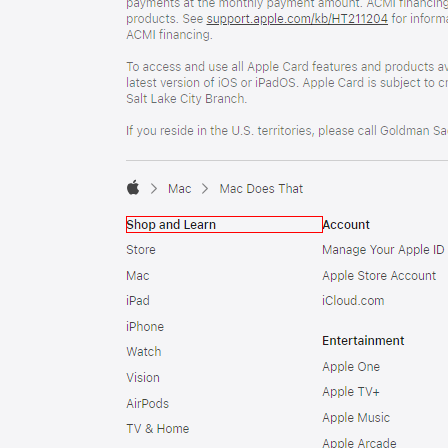 payments at the monthly payment amount. ACMI financing
products. See support.apple.com/kb/HT211204 for informa
ACMI financing.
To access and use all Apple Card features and products av
latest version of iOS or iPadOS. Apple Card is subject to cr
Salt Lake City Branch.
If you reside in the U.S. territories, please call Goldman Sa
Mac
Mac Does That
Shop and Learn
Store
Mac
iPad
iPhone
Watch
Vision
AirPods
TV & Home
Account
Manage Your Apple ID
Apple Store Account
iCloud.com
Entertainment
Apple One
Apple TV+
Apple Music
Apple Arcade